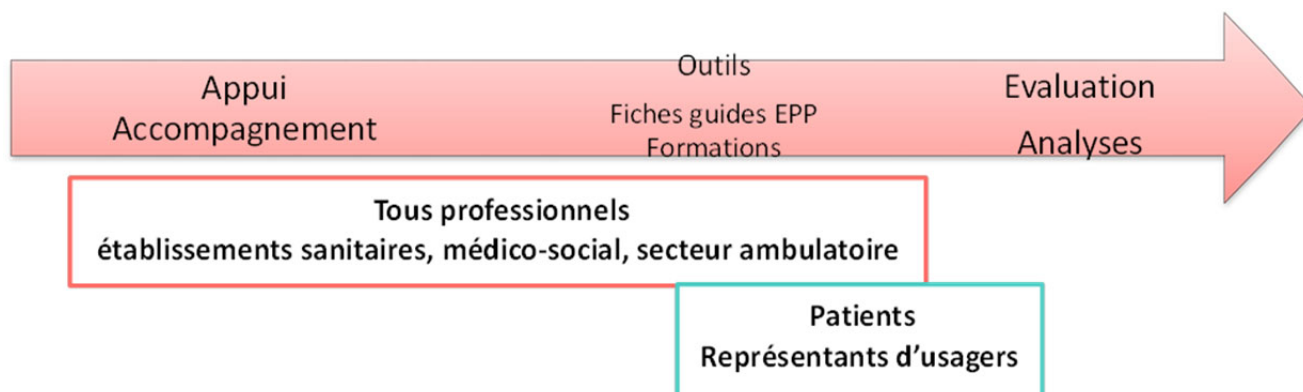 Appui
Accompagnement
Outils
Fiches guides EPP
Formations
Evaluation
Analyses
Tous professionnels
établissements sanitaires, médico-social, secteur ambulatoire
Patients
Représentants d’usagers